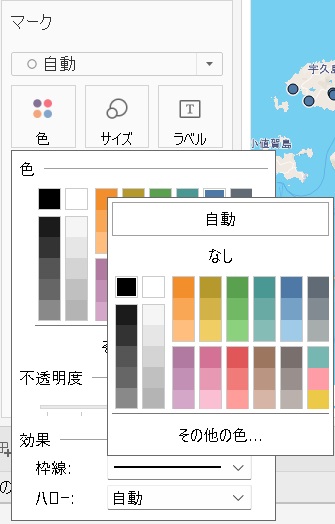 マーク
自動
色
サイズ
T
ラベル
宇久島
小値賀島
色
自動
なし
不透明度
その他の色...
効果
枠線:
ハロー:
自動